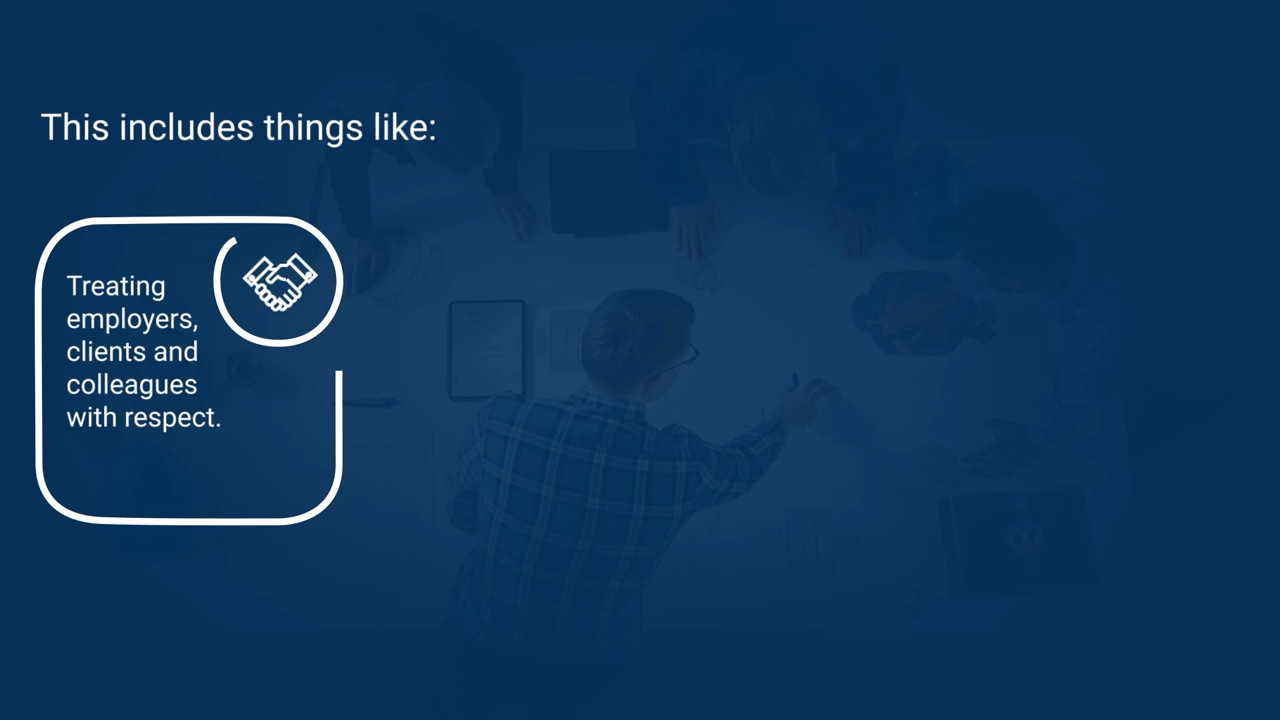 This includes things like:
Treating
employers,
clients and
colleagues
with respect.